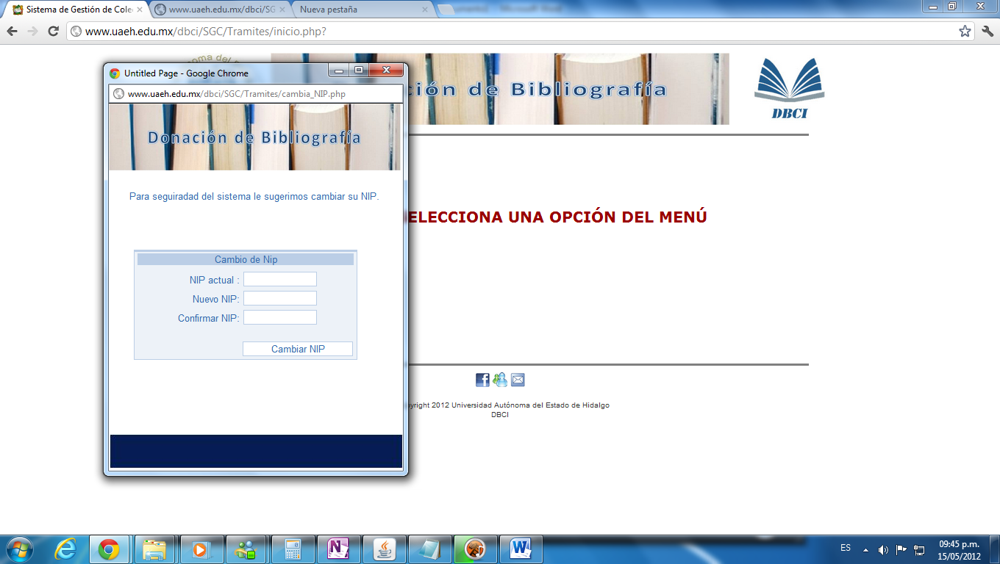 Sistema de Gestión de Cole
www.uaeh.edu.mx/dbci/SG
Nueva pestaña
www.uaeh.edu.mx/dbci/SGC/Tramites/inicio.php?
ción de Bibliografía
DBCI
ELECCIONA UNA OPCIÓN DEL MENÚ
yright 2012 Universidad Autónoma del Estado de Hidalgo
DBCI
Untitled Page - Google Chrome
www.uaeh.edu.mx/dbci/SGC/Tramites/cambia_NIP.php
Donación de Bibliografía
Para seguiradad del sistema le sugerimos cambiar su NIP.
Cambio de Nip
NIP actual :
Nuevo NIP:
Confirmar NIP:
Cambiar NIP
ES
09:45 p.m.
15/05/2012